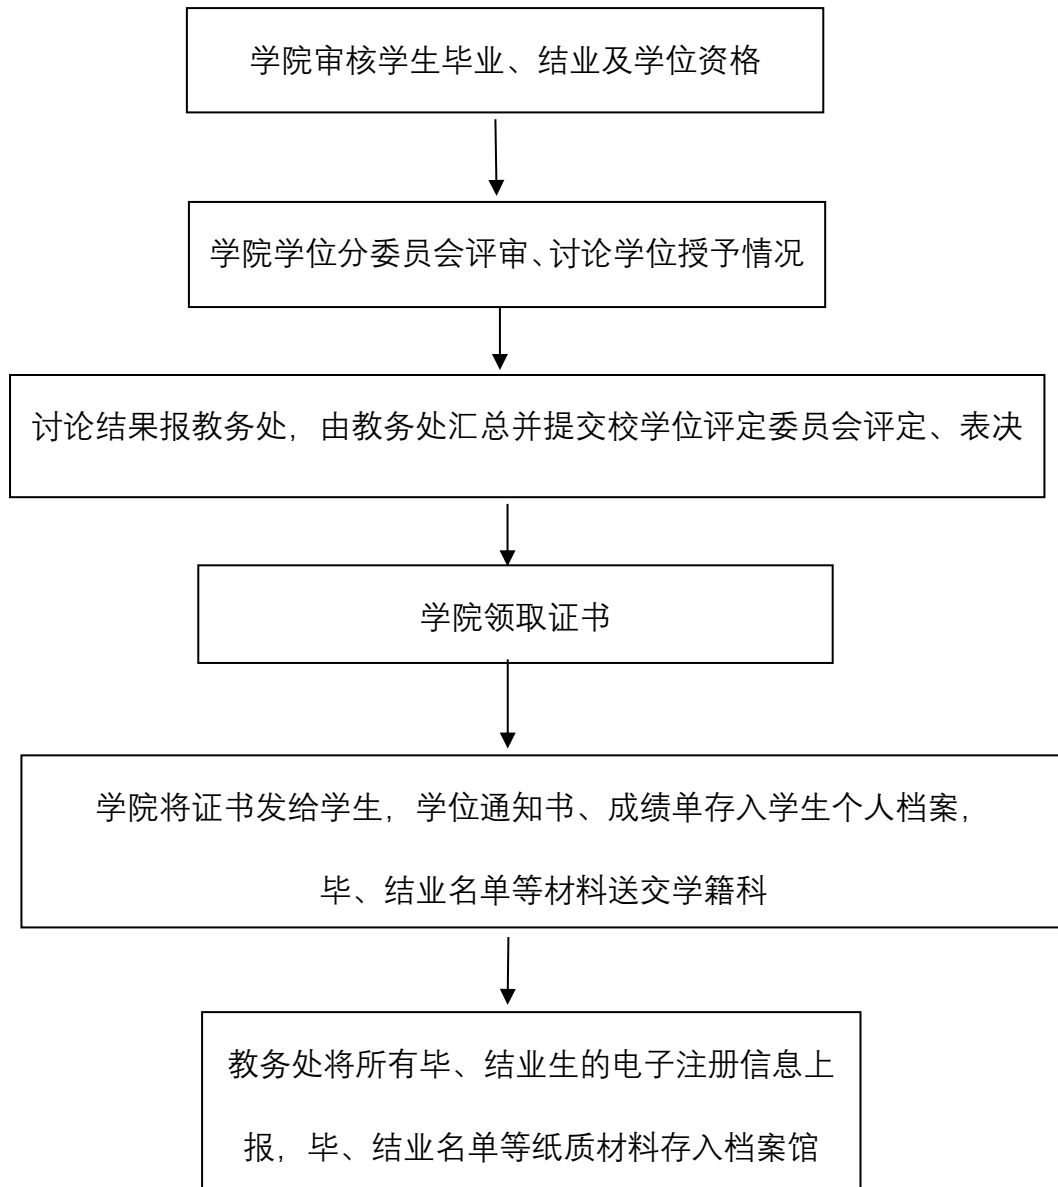 学院审核学生毕业、结业及学位资格
学院学位分委员会评审、讨论学位授予情况
讨论结果报教务处，由教务处汇总并提交校学位评定委员会评定、表决
学院领取证书
学院将证书发给学生，学位通知书、成绩单存入学生个人档案，
毕、结业名单等材料送交学籍科
教务处将所有毕、结业生的电子注册信息上
报，毕、结业名单等纸质材料存入档案馆